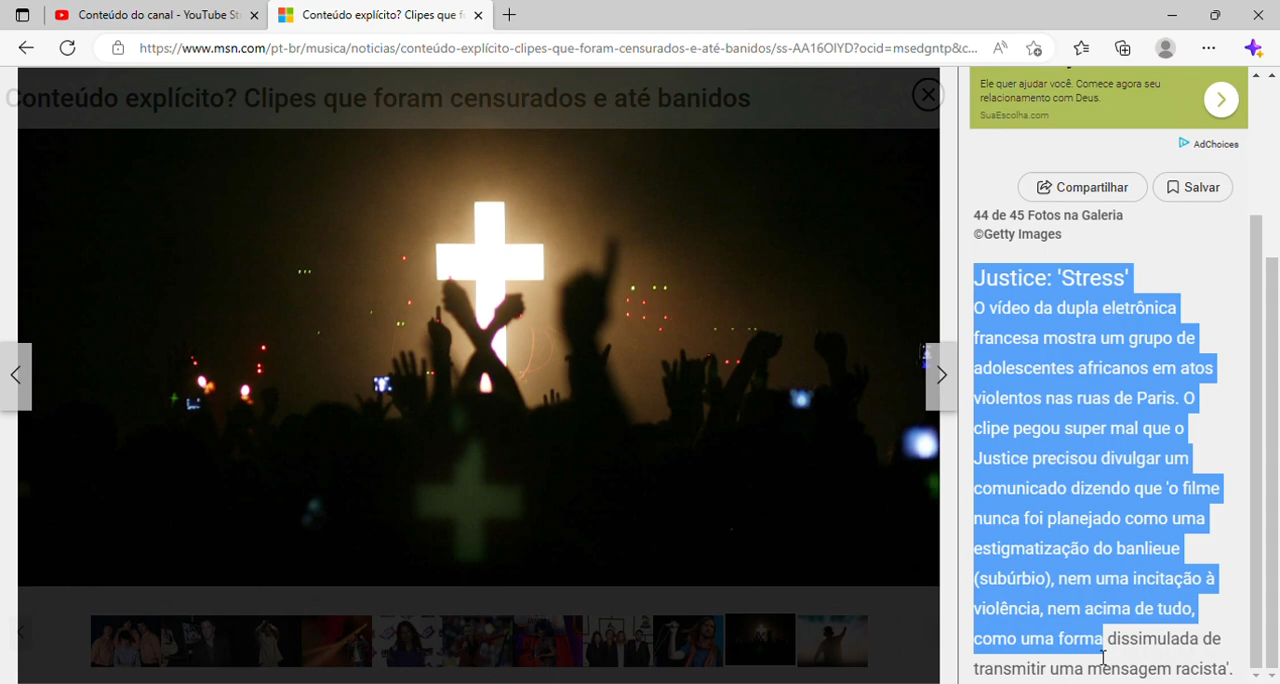 Conteúdo do canal - YouTube St
Conteúdo explícito? Clipes que f
https://www.msn.com/pt-br/musica/noticias/conteúdo-explícito-clipes-que-foram-censurados-e-até-banidos/ss-AA16OIYD?ocid=msedgntp&c...
Conteúdo explícito? Clipes que foram censurados e até banidos
Ele quer ajudar você. Comece agora seu
relacionamento com Deus.
SuaEscolha.com
AdChoices
Compartilhar
Salvar
44 de 45 Fotos na Galeria
©Getty Images
Justice: 'Stress'
O vídeo da dupla eletrônica
francesa mostra um grupo de
adolescentes africanos em atos
violentos nas ruas de Paris. O
clipe pegou super mal que o
Justice precisou divulgar um
comunicado dizendo que 'o filme
nunca foi planejado como uma
estigmatização do banlieue
(subúrbio), nem uma incitação à
violência, nem acima de tudo,
como uma forma dissimulada de
transmitir uma mensagem racista'.